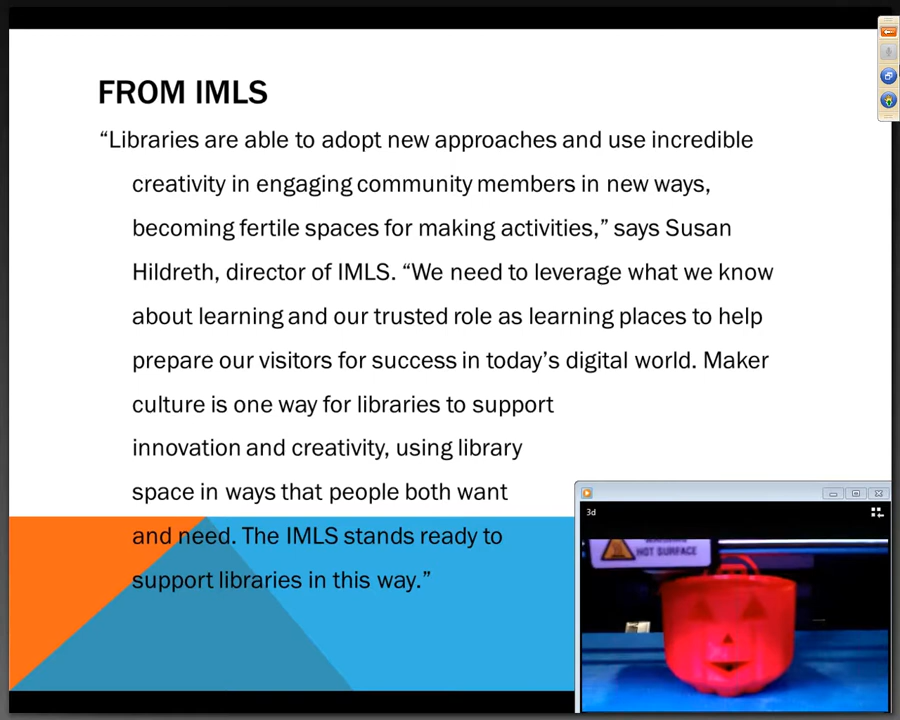 FROM IMLS
“Libraries are able to adopt new approaches and use incredible
creativity in engaging community members in new ways,
becoming fertile spaces for making activities,” says Susan
Hildreth, director of IMLS. “We need to leverage what we know
about learning and our trusted role as learning places to help
prepare our visitors for success in today’s digital world. Maker
culture is one way for libraries to support
innovation and creativity, using library
space in ways that people both want
and need. The IMLS stands ready to
support libraries in this way.”
3d
HOT SURFACE